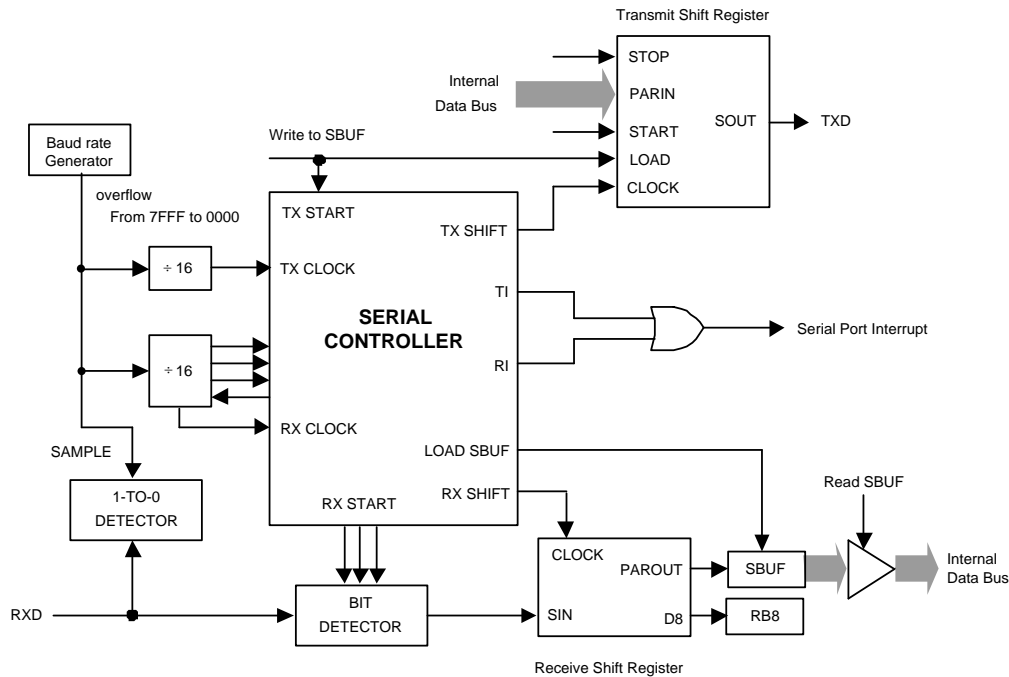 Transmit Shift Register
STOP
Internal
Data Bus
PARIN
SOUT
TXD
START
LOAD
CLOCK
Baud rate
Generator
Write to SBUF
overflow
From 7FFF to 0000
TX START
TX SHIFT
÷ 16
TX CLOCK
TI
SERIAL
CONTROLLER
Serial Port Interrupt
÷ 16
RI
RX CLOCK
SAMPLE
LOAD SBUF
1-TO-0
DETECTOR
RX START
RX SHIFT
Read SBUF
CLOCK
PAROUT
SBUF
Internal
Data Bus
RXD
BIT
DETECTOR
SIN
D8
RB8
Receive Shift Register